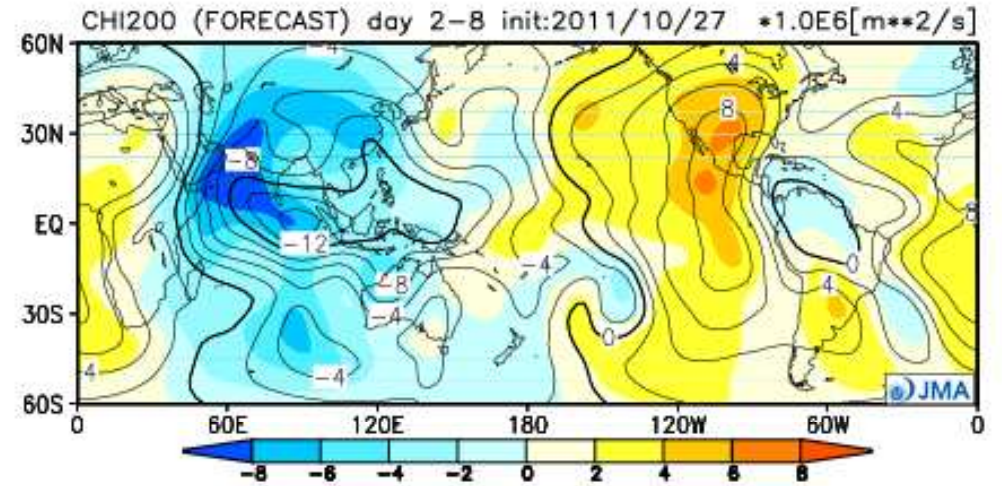 CHI200 (FORECAST) day 2-8 init:2011/10/27 *1.0E6[m**2/s]
60N
-4
4
8
4
30N
-8
EQ
8
-12
-8
-4
0
4
30S
-4
0
4
-4
60S
JMA
0 60E 120E 180 120W 60W 0
-8 -6 -4 -2 0 2 4 6 8